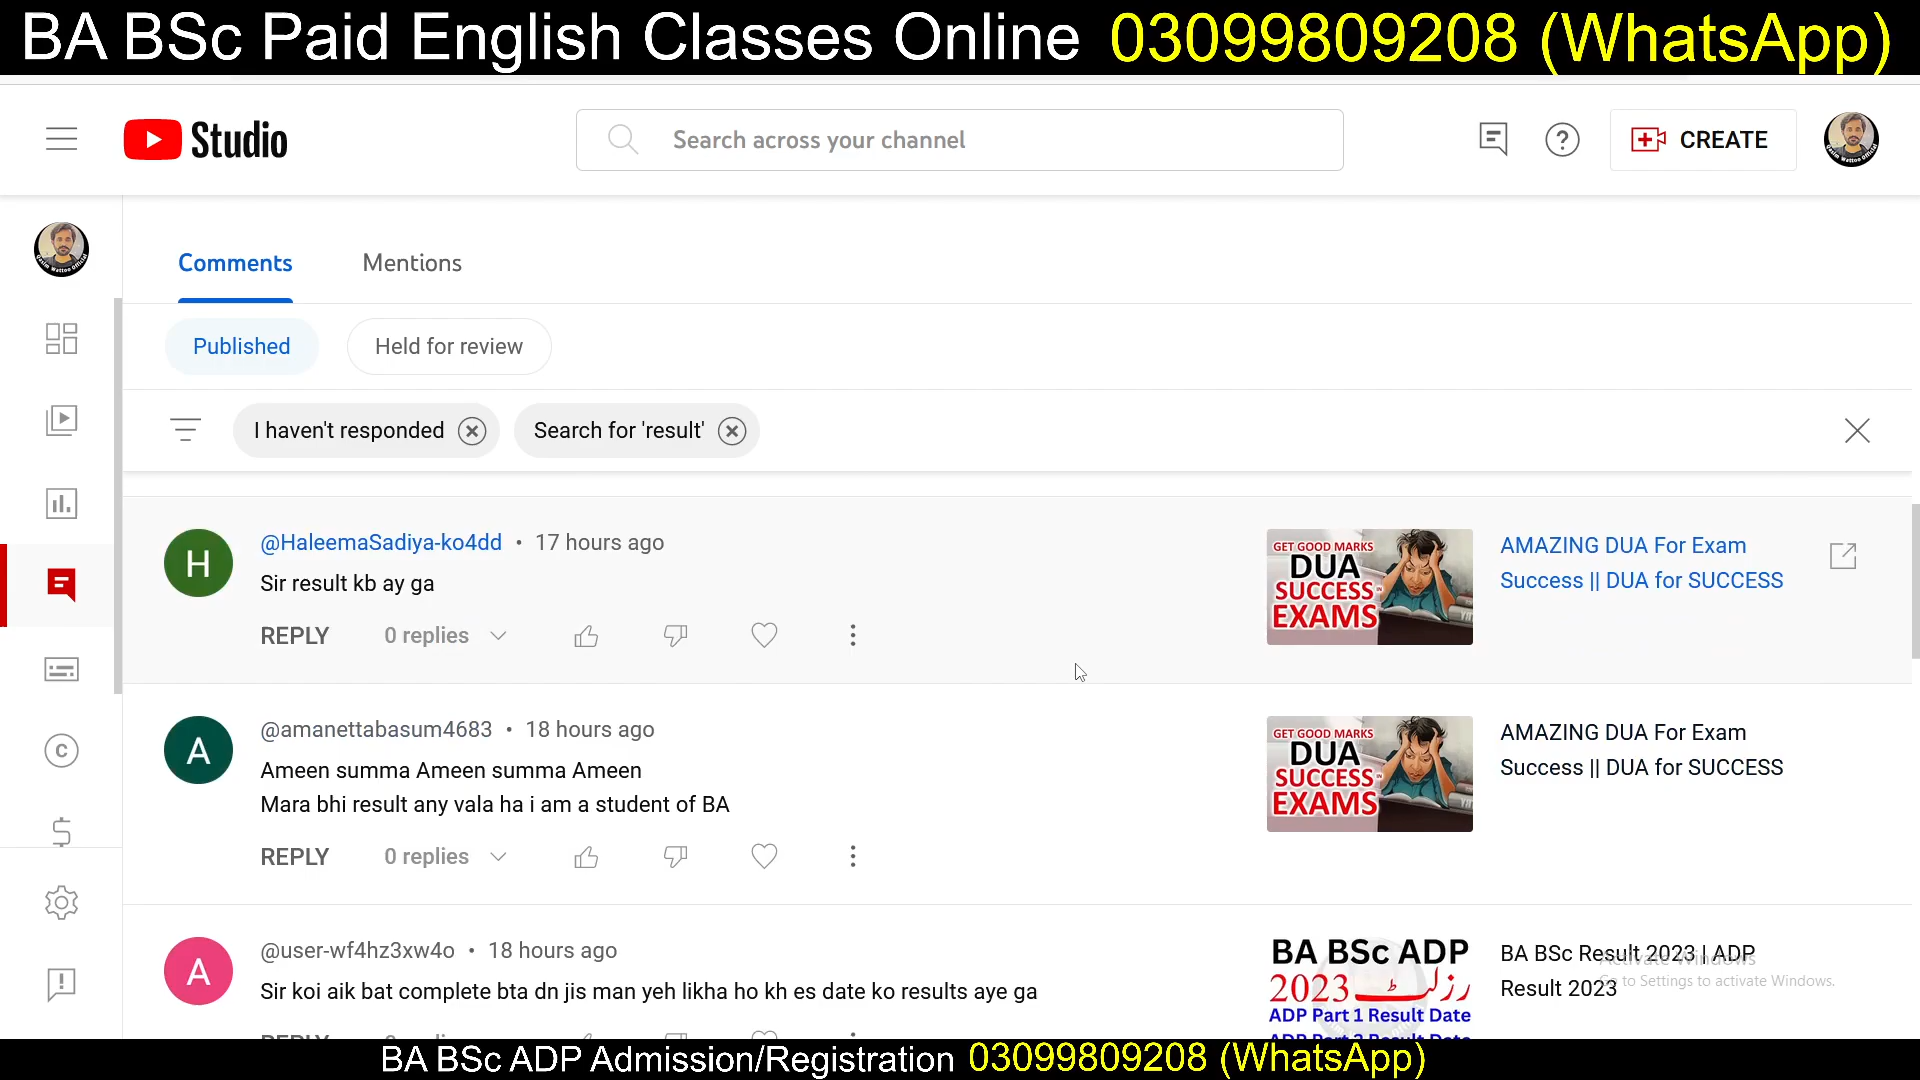 BA BSc Paid English Classes Online 03099809208 (WhatsApp)
Studio
Search across your channel
CREATE
Comments
Mentions
Published
Held for review
I haven't responded
Search for 'result'
@HaleemaSadiya-ko4dd • 17 hours ago
Sir result kb ay ga
REPLY
0 replies
GET GOOD MARKS
DUA
SUCCESS IN
EXAMS
AMAZING DUA For Exam
Success || DUA for SUCCESS
@amanettabasum4683 • 18 hours ago
Ameen summa Ameen summa Ameen
Mara bhi result any vala ha i am a student of BA
REPLY
0 replies
GET GOOD MARKS
DUA
SUCCESS IN
EXAMS
AMAZING DUA For Exam
Success || DUA for SUCCESS
@user-wf4hz3xw4o • 18 hours ago
Sir koi aik bat complete bta dn jis man yeh likha ho kh es date ko results aye ga
BA BSc ADP
2023 رزلٹ
ADP Part 1 Result Date
BA BSc Result 2023 | ADP
Result 2023
Activate Windows
Go to Settings to activate Windows.
BA BSc ADP Admission/Registration 03099809208 (WhatsApp)